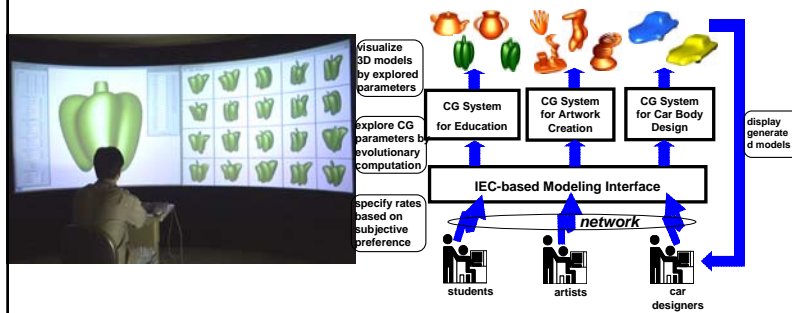 visualize
3D models
by explored
parameters
explore CG
parameters by
evolutionary
computation
specify rates
based on
subjective
preference
CG System
for Education
CG System
for Artwork
Creation
CG System
for Car Body
Design
display
generate
d models
IEC-based Modeling Interface
network
students
artists
car
designers